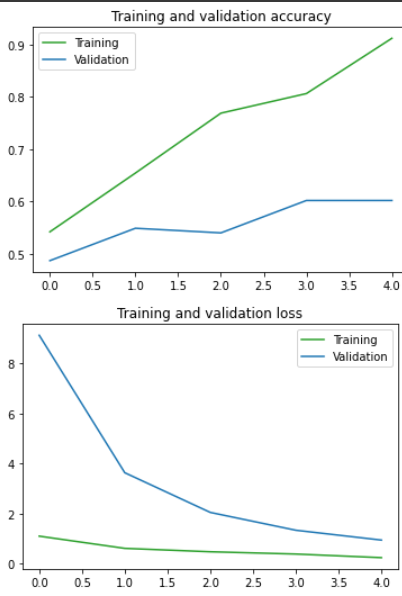 Training and validation accuracy
Training
Validation
0.9
0.8
0.7
0.6
0.5
0.0 0.5 1.0 1.5 2.0 2.5 3.0 3.5 4.0
Training and validation loss
Training
Validation
8
6
4
2
0
0.0 0.5 1.0 1.5 2.0 2.5 3.0 3.5 4.0